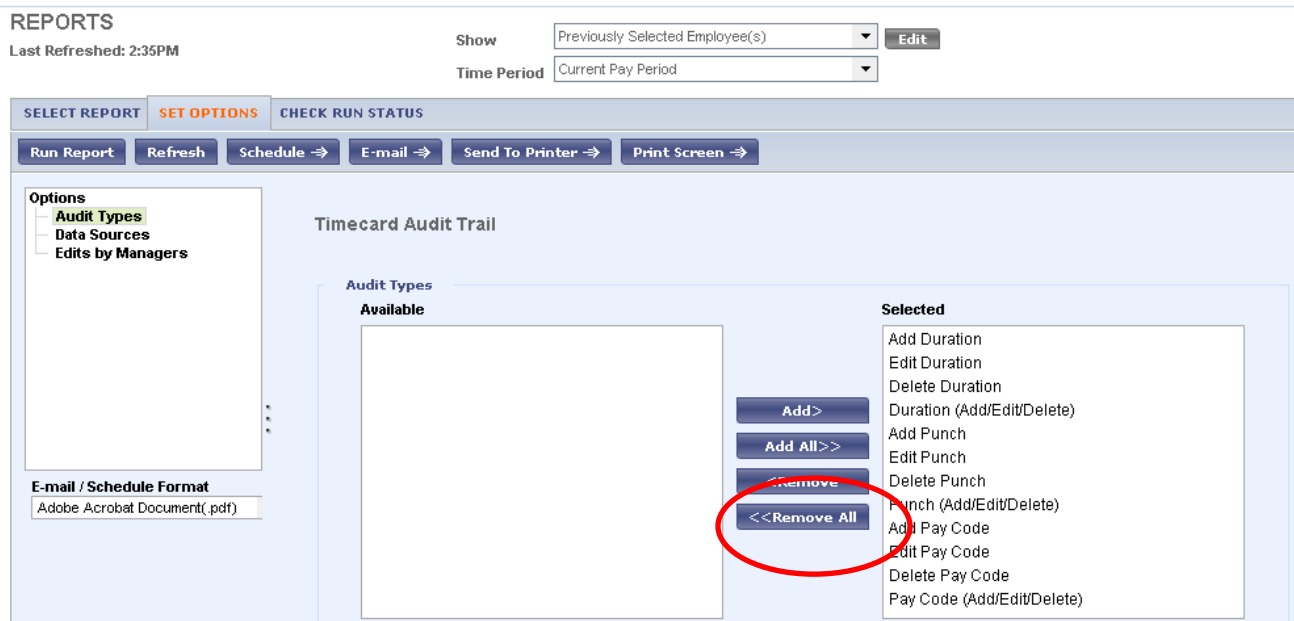 REPORTS
Last Refreshed: 2:35PM
Show
Previously Selected Employee(s)
Edit
Time Period
Current Pay Period
SELECT REPORT
SET OPTIONS
CHECK RUN STATUS
Run Report
Refresh
Schedule
E-mail
Send To Printer
Print Screen
Options
Audit Types
Data Sources
Edits by Managers
E-mail / Schedule Format
Adobe Acrobat Document(.pdf)
Timecard Audit Trail
Audit Types
Available
Add>
Add All>>
<Remove
<<Remove All
Selected
Add Duration
Edit Duration
Delete Duration
Duration (Add/Edit/Delete)
Add Punch
Edit Punch
Delete Punch
Punch (Add/Edit/Delete)
Add Pay Code
Edit Pay Code
Delete Pay Code
Pay Code (Add/Edit/Delete)